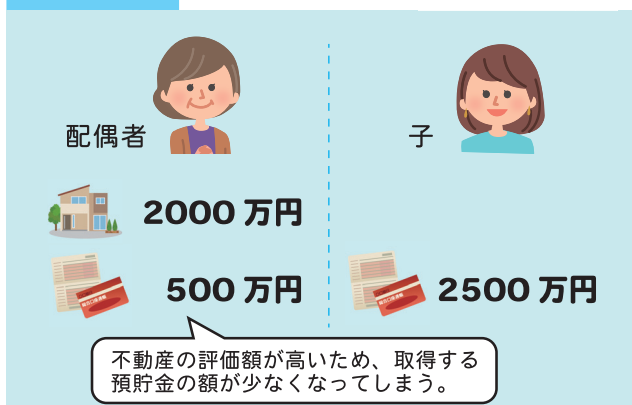 配偶者
子
2000 万円
500 万円
2500 万円
不動産の評価額が高いため、取得する
預貯金の額が少なくなってしまう。